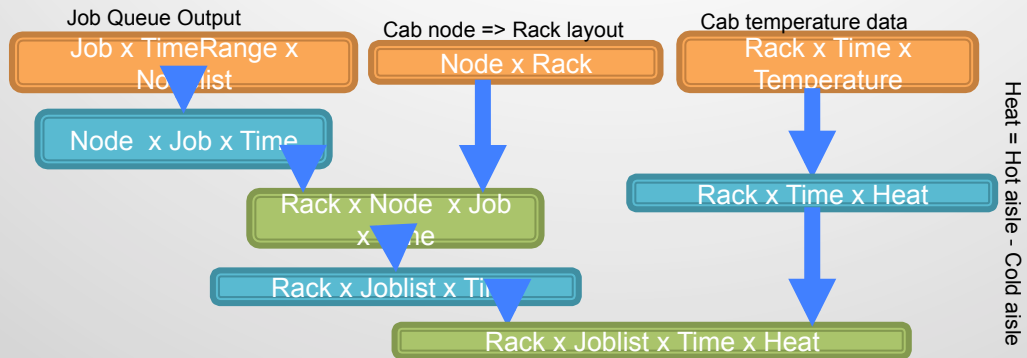 Job Queue Output
Cab node => Rack layout
Cab temperature data
Job x TimeRange x
Node x Rack
Rack x Time x
Temperature
Node x Job x Time
Rack x Time x Heat
Rack x Node x Job
x
Rack x Joblist x
Rack x Joblist x Time x Heat
Heat = Hot aisle - Cold aisle